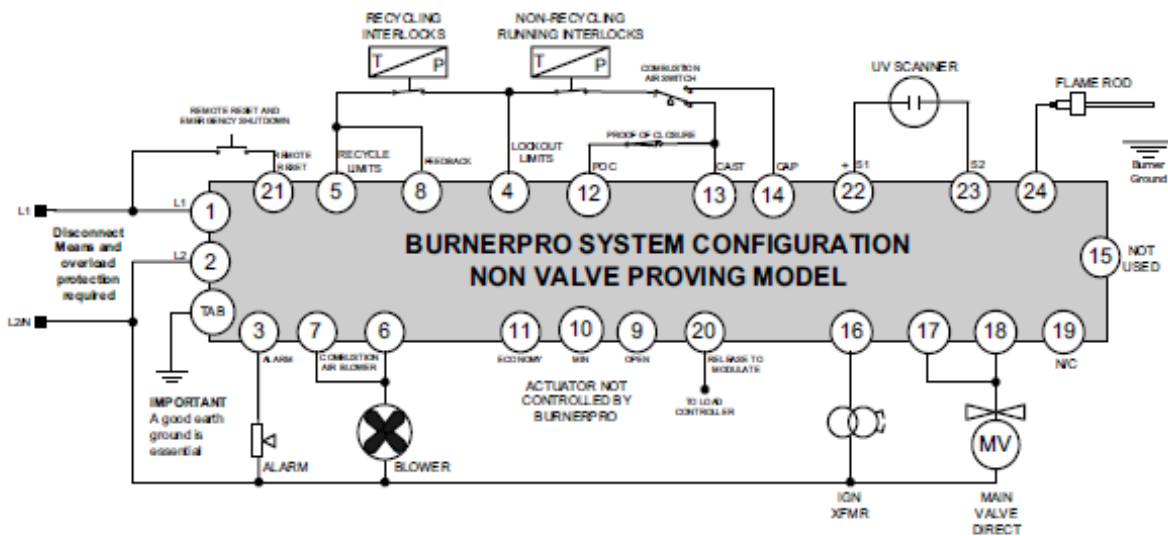 RECYCLING
INTERLOCKS
NON-RECYCLING
RUNNING INTERLOCKS
T
P
T
P
COMBUSTION
AIR SWITCH
UV SCANNER
FLAME ROD
REMOTE RESET AND
EMERGENCY SHUTDOWN
PROOF OF CLOSURE
Burner
Ground
REMOTE
RESET
RECYCLE
LIMITS
FEEDBACK
LOCKOUT
LIMITS
POC
CAST
CAP
+ S1
S2
21
5
8
4
12
13
14
22
23
24
L1
L1
1
Disconnect
Means and
overload
protection
required
L2
2
BURNERPRO SYSTEM CONFIGURATION
NON VALVE PROVING MODEL
15
NOT
USED
L2/N
TAB
3
7
6
11
10
9
20
16
17
18
19
ALARM
COMBUSTION
AIR BLOWER
ECONOMY
MIN
OPEN
RELEASE TO
MODULATE
N/C
ACTUATOR NOT
CONTROLLED BY
BURNERPRO
TO LOAD
CONTROLLER
IMPORTANT
A good earth
ground is
essential
MV
ALARM
BLOWER
IGN
XFMR
MAIN
VALVE
DIRECT